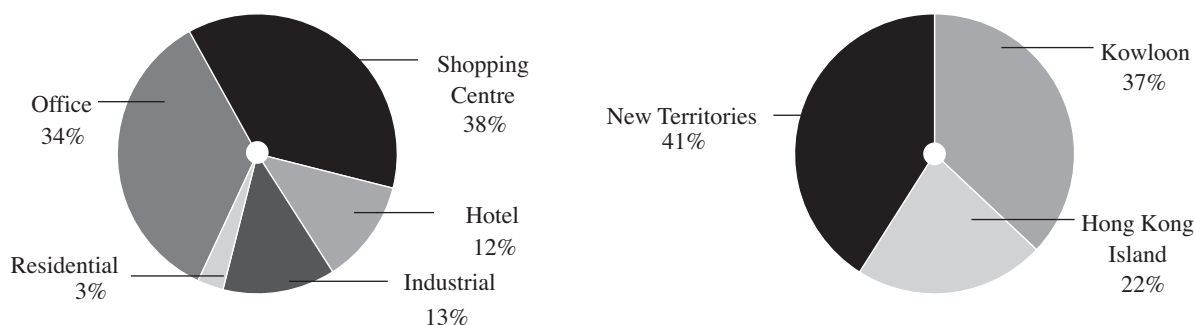 Shopping
Centre
38%
Office
34%
Hotel
12%
Residential
3%
Industrial
13%
Kowloon
37%
New Territories
41%
Hong Kong
Island
22%